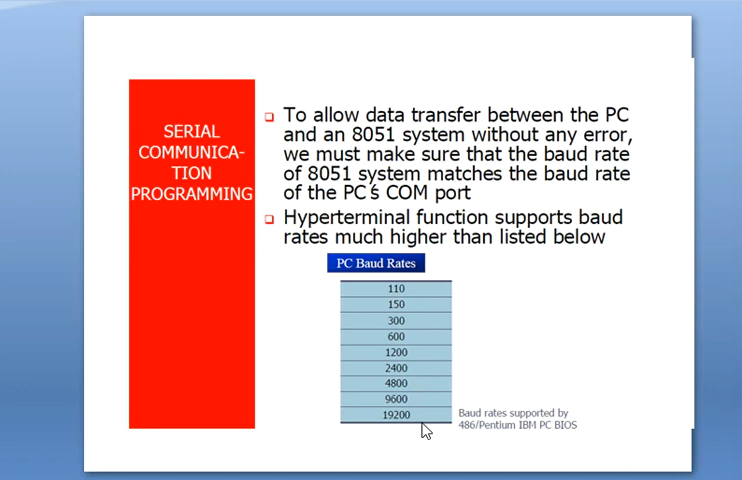 SERIAL
COMMUNICA-
TION
PROGRAMMING
To allow data transfer between the PC
and an 8051 system without any error,
we must make sure that the baud rate
of 8051 system matches the baud rate
of the PC's COM port
Hyperterminal function supports baud
rates much higher than listed below
PC Baud Rates
110
150
300
600
1200
2400
4800
9600
19200
Baud rates supported by
486/Pentium IBM PC BIOS